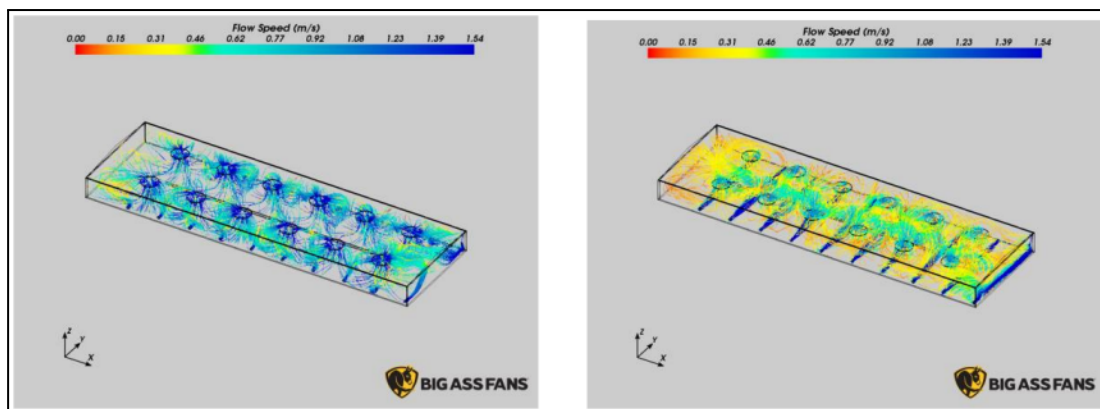 Flow Speed (m/s)
0.00 0.15 0.31 0.46 0.62 0.77 0.92 1.08 1.23 1.39 1.54
Z
Y
X
BIG ASS FANS
Flow Speed (m/s)
0.00 0.15 0.31 0.46 0.62 0.77 0.92 1.08 1.23 1.39 1.54
Z
Y
X
BIG ASS FANS